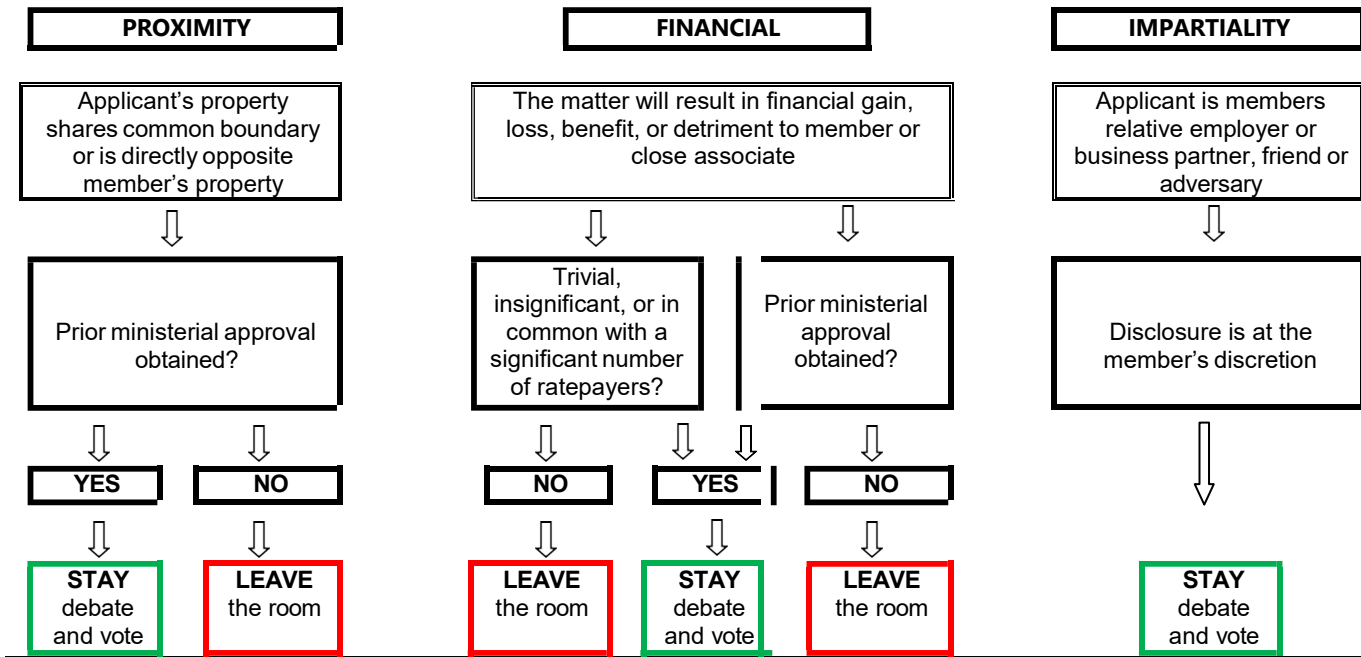 PROXIMITY
FINANCIAL
IMPARTIALITY
Applicant’s property
shares common boundary
or is directly opposite
member’s property
The matter will result in financial gain,
loss, benefit, or detriment to member or
close associate
Applicant is members
relative employer or
business partner, friend or
adversary
Prior ministerial approval
obtained?
Trivial,
insignificant, or in
common with a
significant number
of ratepayers?
Prior ministerial
approval
obtained?
Disclosure is at the
member’s discretion
YES
NO
NO
YES
NO
STAY
debate
and vote
LEAVE
the room
LEAVE
the room
STAY
debate
and vote
LEAVE
the room
STAY
debate
and vote